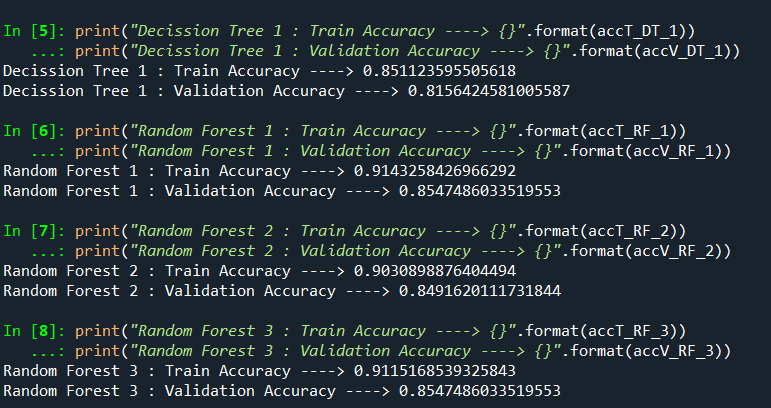 In [5]: print("Decission Tree 1 : Train Accuracy ----> {}".format(accT_DT_1))
   ...: print("Decission Tree 1 : Validation Accuracy ----> {}".format(accV_DT_1))
Decission Tree 1 : Train Accuracy ----> 0.851123595505618
Decission Tree 1 : Validation Accuracy ----> 0.8156424581005587
In [6]: print("Random Forest 1 : Train Accuracy ----> {}".format(accT_RF_1))
   ...: print("Random Forest 1 : Validation Accuracy ----> {}".format(accV_RF_1))
Random Forest 1 : Train Accuracy ----> 0.9143258426966292
Random Forest 1 : Validation Accuracy ----> 0.8547486033519553
In [7]: print("Random Forest 2 : Train Accuracy ----> {}".format(accT_RF_2))
   ...: print("Random Forest 2 : Validation Accuracy ----> {}".format(accV_RF_2))
Random Forest 2 : Train Accuracy ----> 0.9030898876404494
Random Forest 2 : Validation Accuracy ----> 0.8491620111731844
In [8]: print("Random Forest 3 : Train Accuracy ----> {}".format(accT_RF_3))
   ...: print("Random Forest 3 : Validation Accuracy ----> {}".format(accV_RF_3))
Random Forest 3 : Train Accuracy ----> 0.9115168539325843
Random Forest 3 : Validation Accuracy ----> 0.8547486033519553